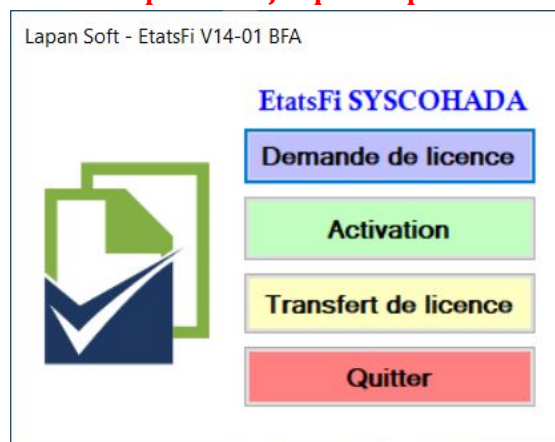 Lapan Soft - EtatsFi V14-01 BFA
EtatsFi SYSCOHADA
Demande de licence
Activation
Transfert de licence
Quitter